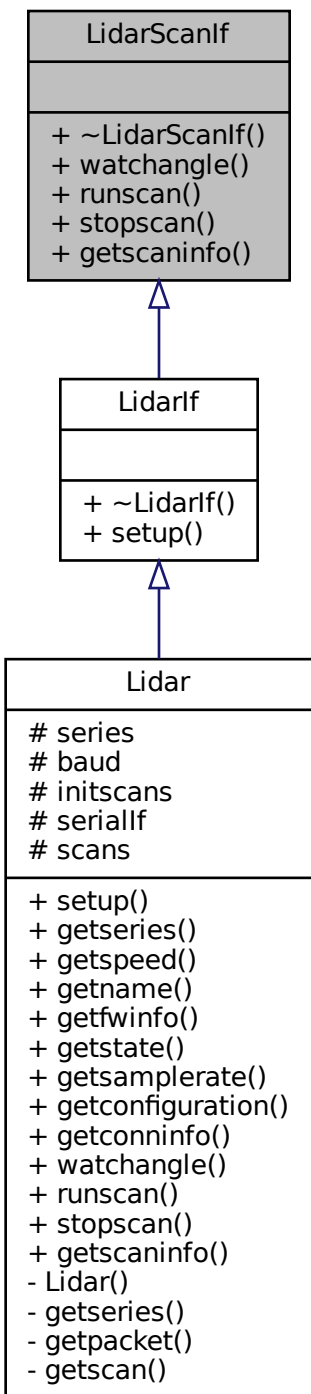 LidarScanIf
+ ~LidarScanIf()
+ watchangle()
+ runscan()
+ stopscan()
+ getscaninfo()
LidarIf
+ ~LidarIf()
+ setup()
Lidar
# series
# baud
# initscans
# serialIf
# scans
+ setup()
+ getseries()
+ getspeed()
+ getname()
+ getfwinfo()
+ getstate()
+ getsamplerate()
+ getconfiguration()
+ getconninfo()
+ watchangle()
+ runscan()
+ stopscan()
+ getscaninfo()
- Lidar()
- getseries()
- getpacket()
- getscan()